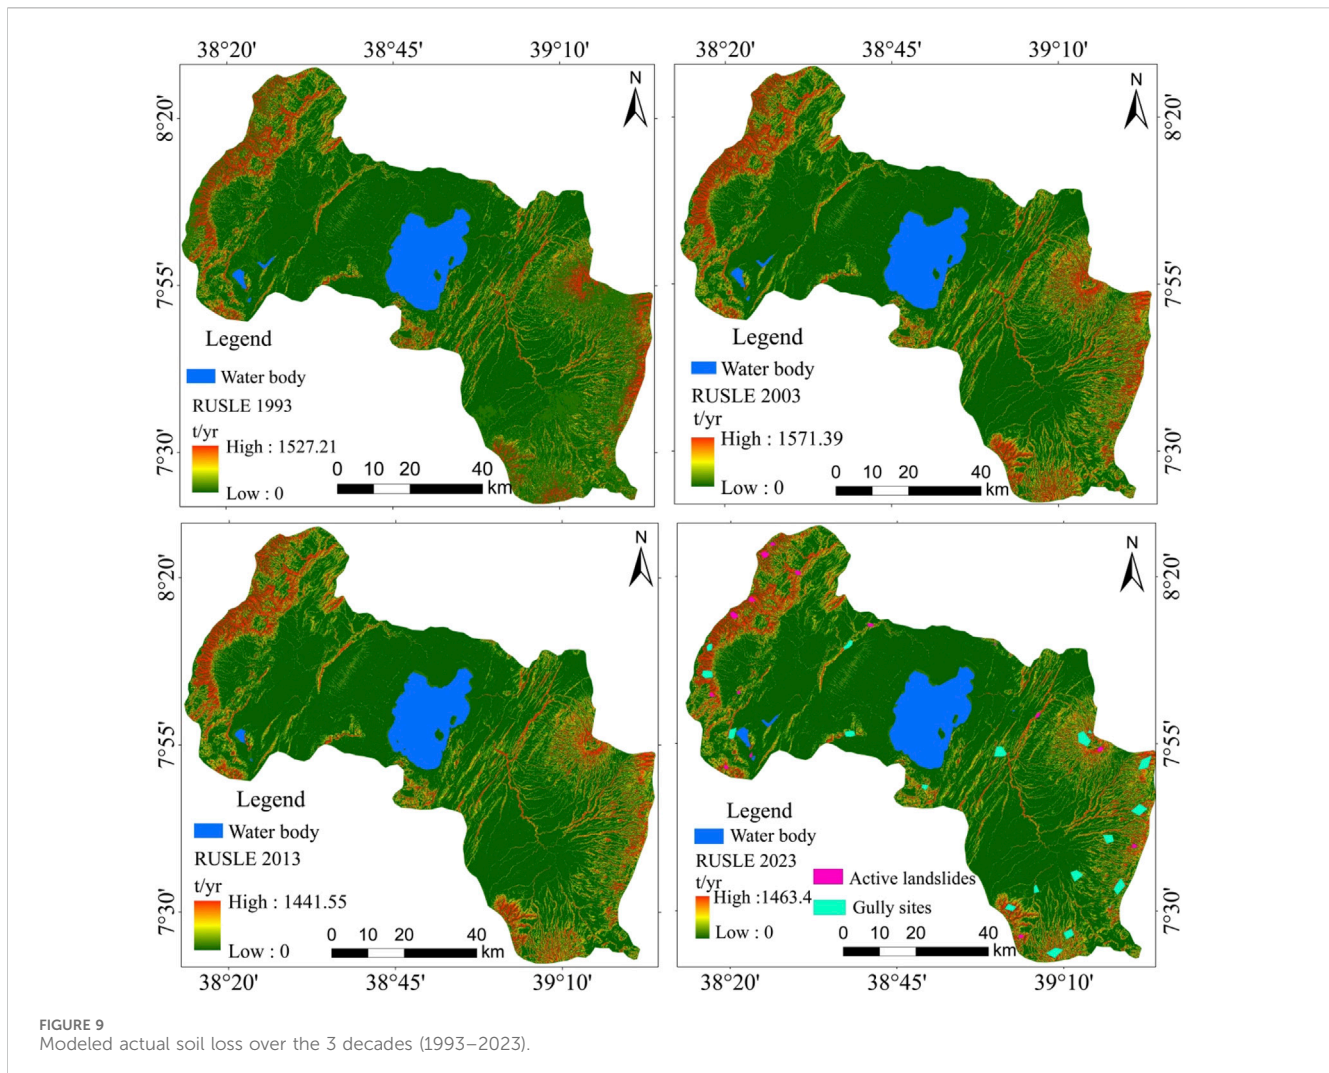 38°20' 38°45' 39°10' 38°20' 38°45' 39°10'
8°20'
7°55'
7°30'
N
Legend
Water body
RUSLE 1993
t/yr
High : 1527.21
Low : 0
0 10 20 40
km
N
8°20'
7°55'
7°30'
Legend
Water body
RUSLE 2003
t/yr
High : 1571.39
Low : 0
0 10 20 40
km
8°20'
7°55'
7°30'
N
Legend
Water body
RUSLE 2013
t/yr
High : 1441.55
Low : 0
0 10 20 40
km
N
8°20'
7°55'
7°30'
Legend
Water body
RUSLE 2023
t/yr
High :1463.4
Low : 0
Active landslides
Gully sites
0 10 20 40
km
38°20' 38°45' 39°10' 38°20' 38°45' 39°10'
FIGURE 9
Modeled actual soil loss over the 3 decades (1993–2023).